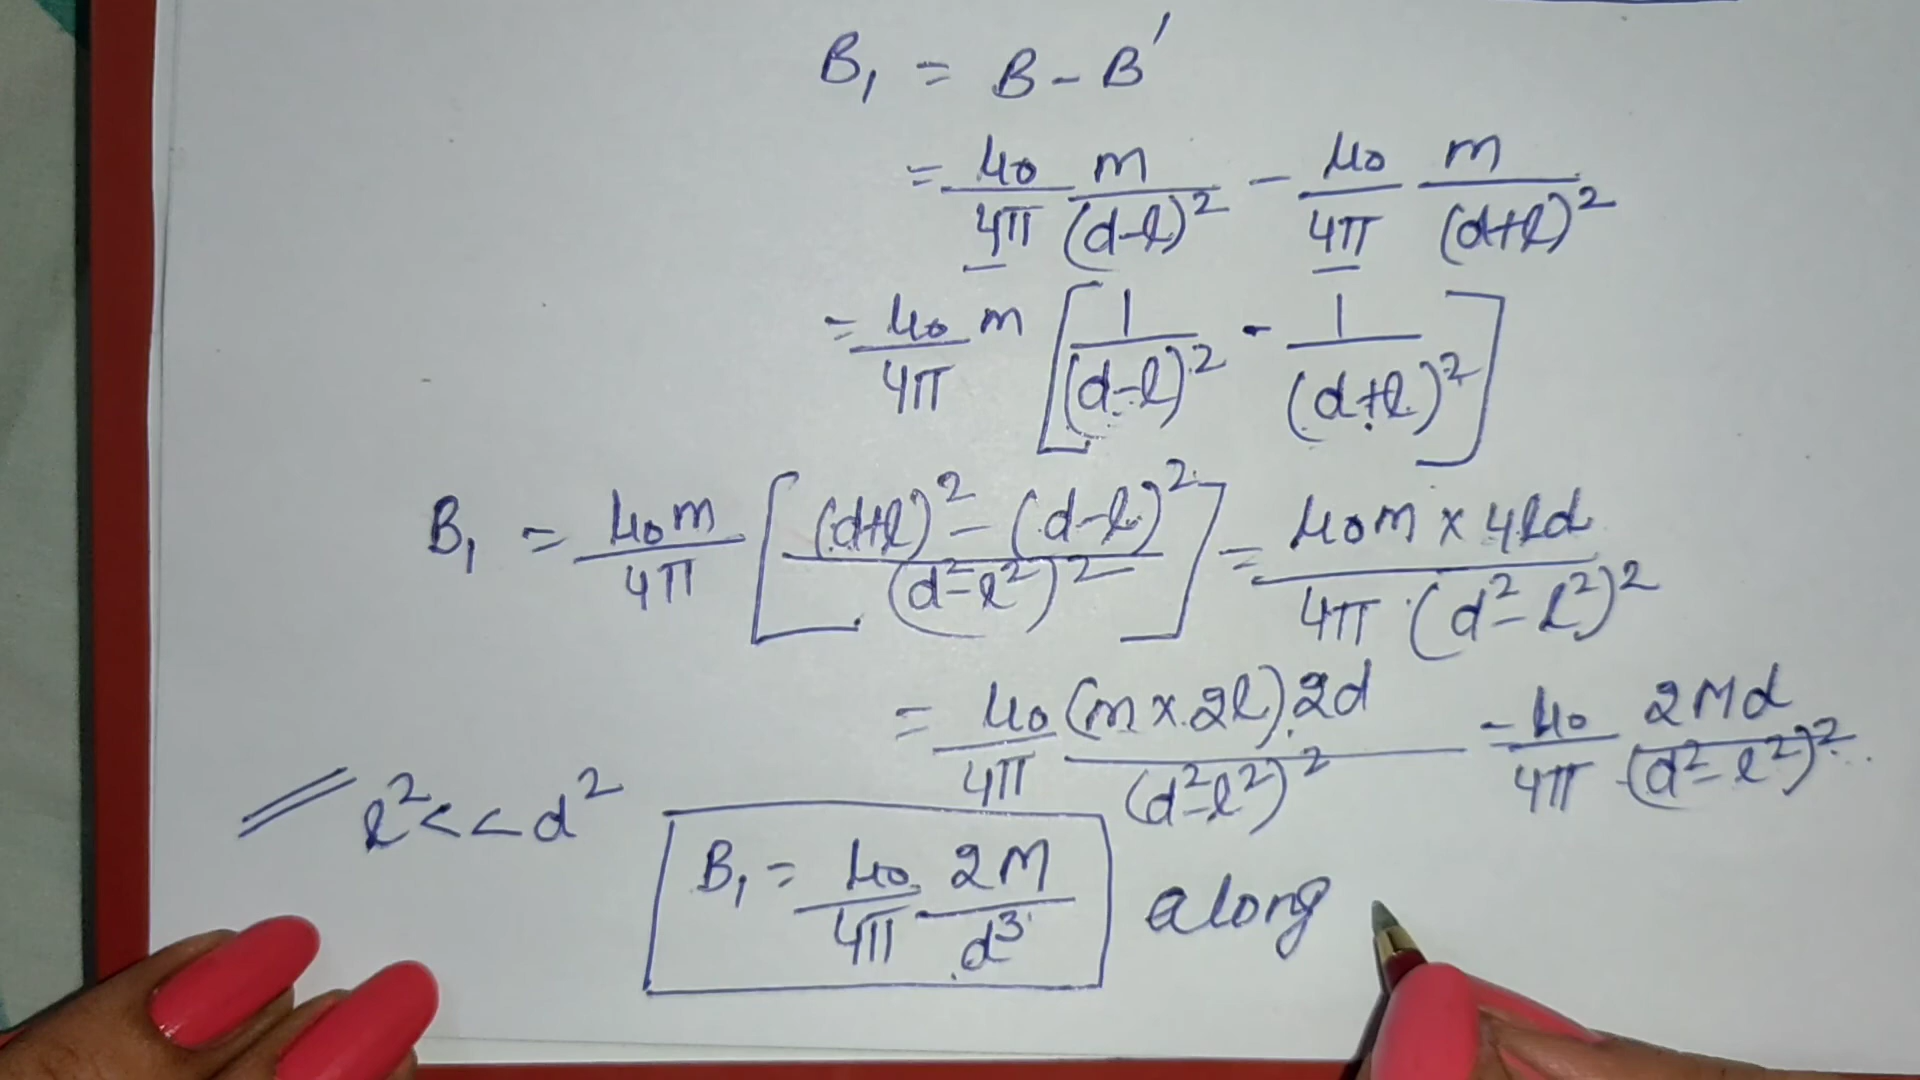 B₁ = B - B'
= μ₀/4π m/(d-l)² - μ₀/4π m/(d+l)²
= μ₀/4π m [1/(d-l)² - 1/(d+l)²]
B₁ = μ₀m/4π [(d+l)² - (d-l)²/(d²-l²)²] = μ₀m × 4ld/4π (d²-l²)²
= μ₀/4π (m×2l)2d/(d²-l²)² = μ₀/4π 2Md/(d²-l²)²
// l² << d²
B₁ = μ₀/4π 2M/d³ along